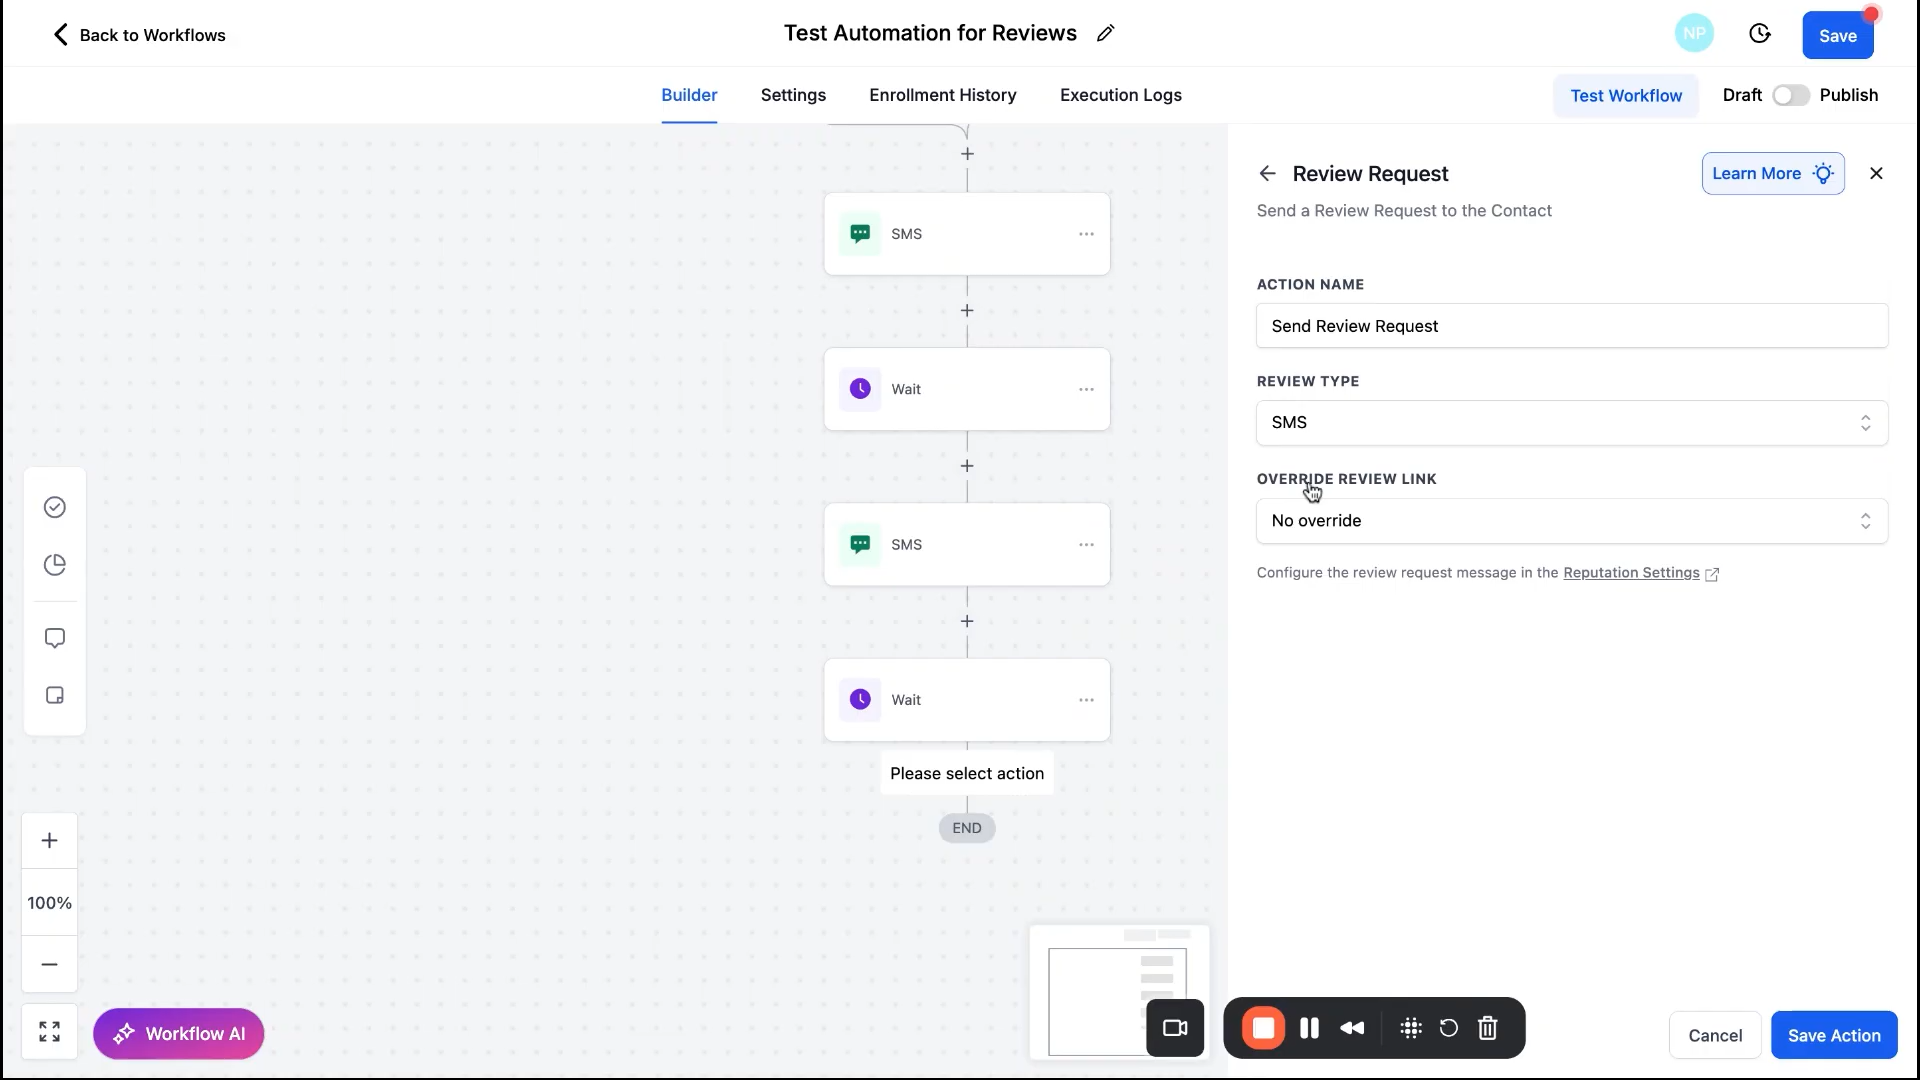 Back to Workflows
Test Automation for Reviews
NP
Save
Builder
Settings
Enrollment History
Execution Logs
Test Workflow
Draft
Publish
Review Request
Learn More
Send a Review Request to the Contact
ACTION NAME
Send Review Request
REVIEW TYPE
SMS
OVERRIDE REVIEW LINK
No override
Configure the review request message in the Reputation Settings
SMS
Wait
SMS
Wait
Please select action
END
100%
Workflow AI
Cancel
Save Action